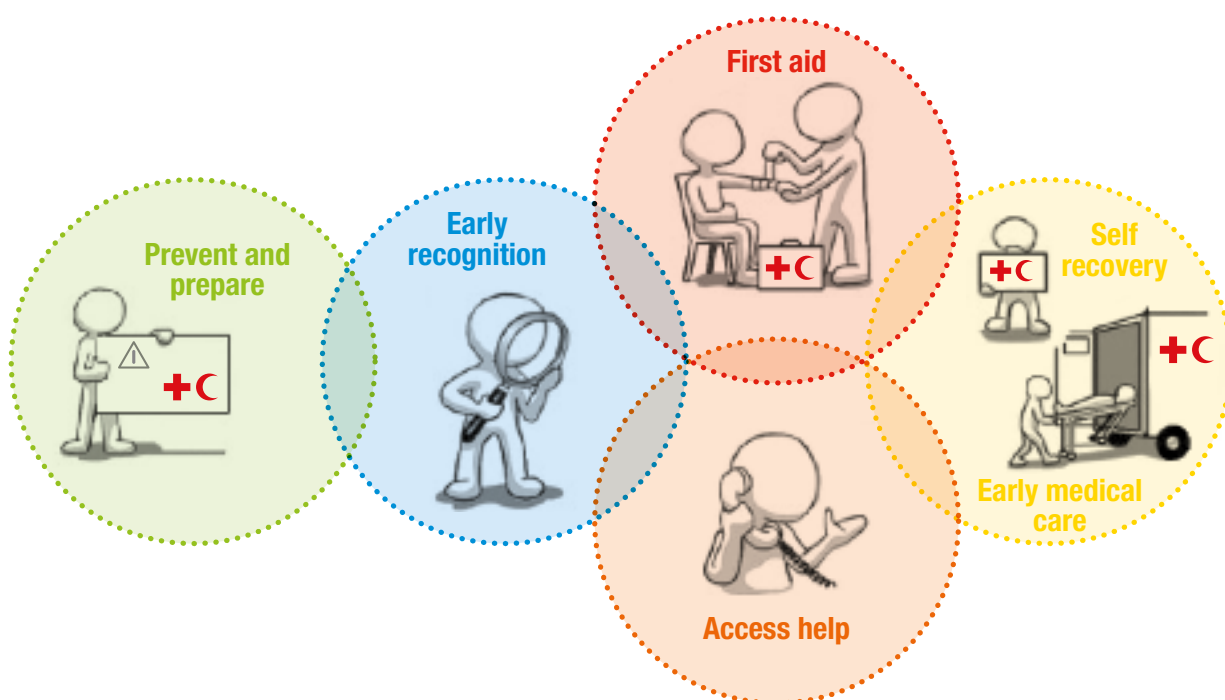 Prevent and
prepare
Early
recognition
First aid
Access help
Self
recovery
Early medical
care